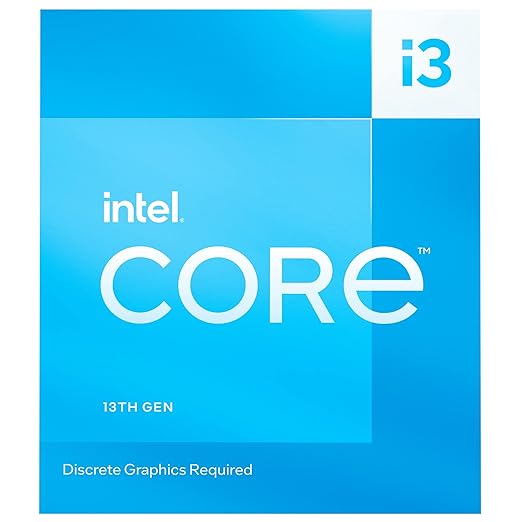 i3
intel.
CORe™
13TH GEN
Discrete Graphics Required